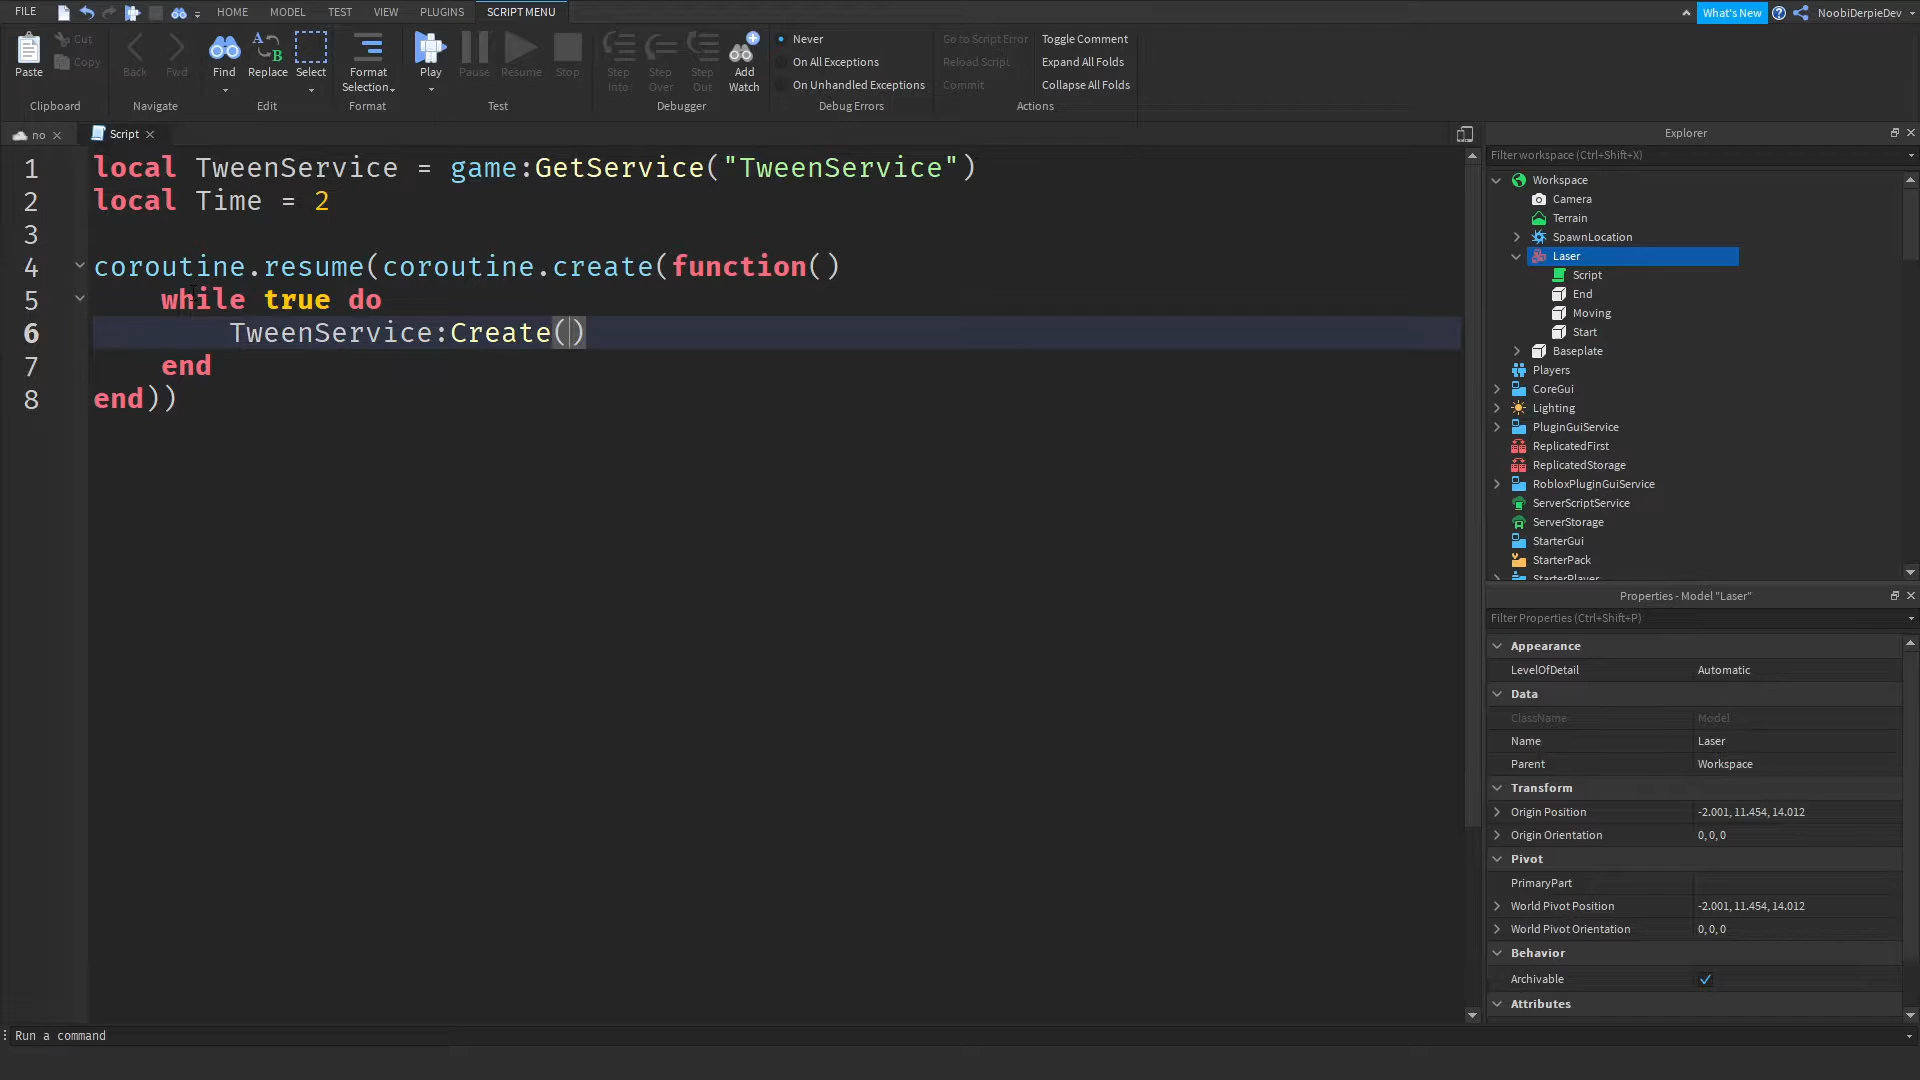 FILE HOME MODEL TEST VIEW PLUGINS SCRIPT MENU What's New NoobiDerpieDev
Paste Cut Copy
Clipboard
Back Fwd
Navigate
Find Replace Select
Edit
Format Selection
Format
Play Pause Resume Stop
Test
Step Into Step Over Step Out Add Watch
Debugger
Never
On All Exceptions
On Unhandled Exceptions
Debug Errors
Go to Script Error Toggle Comment
Reload Script Expand All Folds
Commit Collapse All Folds
Actions
no Script
1 local TweenService = game:GetService("TweenService")
2 local Time = 2
3
4 coroutine.resume(coroutine.create(function()
5 while true do
6 TweenService:Create()
7 end
8 end))
Explorer
Filter workspace (Ctrl+Shift+X)
Workspace
Camera
Terrain
SpawnLocation
Laser
Script
End
Moving
Start
Baseplate
Players
CoreGui
Lighting
PluginGuiService
ReplicatedFirst
ReplicatedStorage
RobloxPluginGuiService
ServerScriptService
ServerStorage
StarterGui
StarterPack
StarterPlayer
Properties - Model "Laser"
Filter Properties (Ctrl+Shift+P)
Appearance
LevelOfDetail Automatic
Data
ClassName Model
Name Laser
Parent Workspace
Transform
Origin Position -2.001, 11.454, 14.012
Origin Orientation 0, 0, 0
Pivot
PrimaryPart
World Pivot Position -2.001, 11.454, 14.012
World Pivot Orientation 0, 0, 0
Behavior
Archivable
Attributes
Run a command